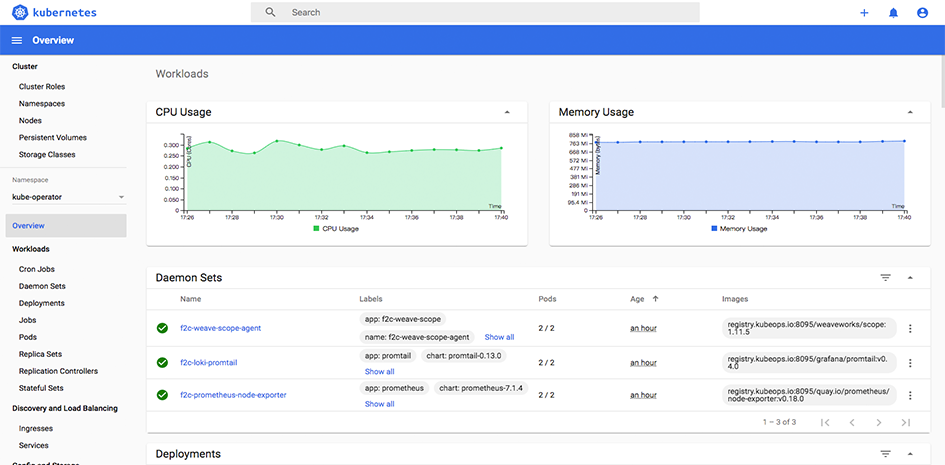 kubernetes
Search
Overview
Cluster
Cluster Roles
Namespaces
Nodes
Persistent Volumes
Storage Classes
Namespace
kube-operator
Overview
Workloads
Cron Jobs
Daemon Sets
Deployments
Jobs
Pods
Replica Sets
Replication Controllers
Stateful Sets
Discovery and Load Balancing
Ingresses
Services
Config and Storage
Workloads
CPU Usage
CPU (cores)
0.300
0.250
0.200
0.150
0.100
0.050
0
Time
17:26 17:28 17:30 17:32 17:34 17:36 17:38 17:40
CPU Usage
Memory Usage
Memory (bytes)
858 Mi
763 Mi
668 Mi
572 Mi
477 Mi
381 Mi
286 Mi
191 Mi
95.4 Mi
0
Time
17:26 17:28 17:30 17:32 17:34 17:36 17:38 17:40
Memory Usage
Daemon Sets
Name Labels Pods Age Images
f2c-weave-scope-agent
app: f2c-weave-scope
name: f2c-weave-scope-agent Show all
2 / 2
an hour
registry.kubeops.io:8095/weaveworks/scope:
1.11.5
f2c-loki-promtail
app: promtail chart: promtail-0.13.0
Show all
2 / 2
an hour
registry.kubeops.io:8095/grafana/promtail:v0.
4.0
f2c-prometheus-node-exporter
app: prometheus chart: prometheus-7.1.4
Show all
2 / 2
an hour
registry.kubeops.io:8095/quay.io/prometheus/
node-exporter:v0.18.0
1 – 3 of 3
Deployments